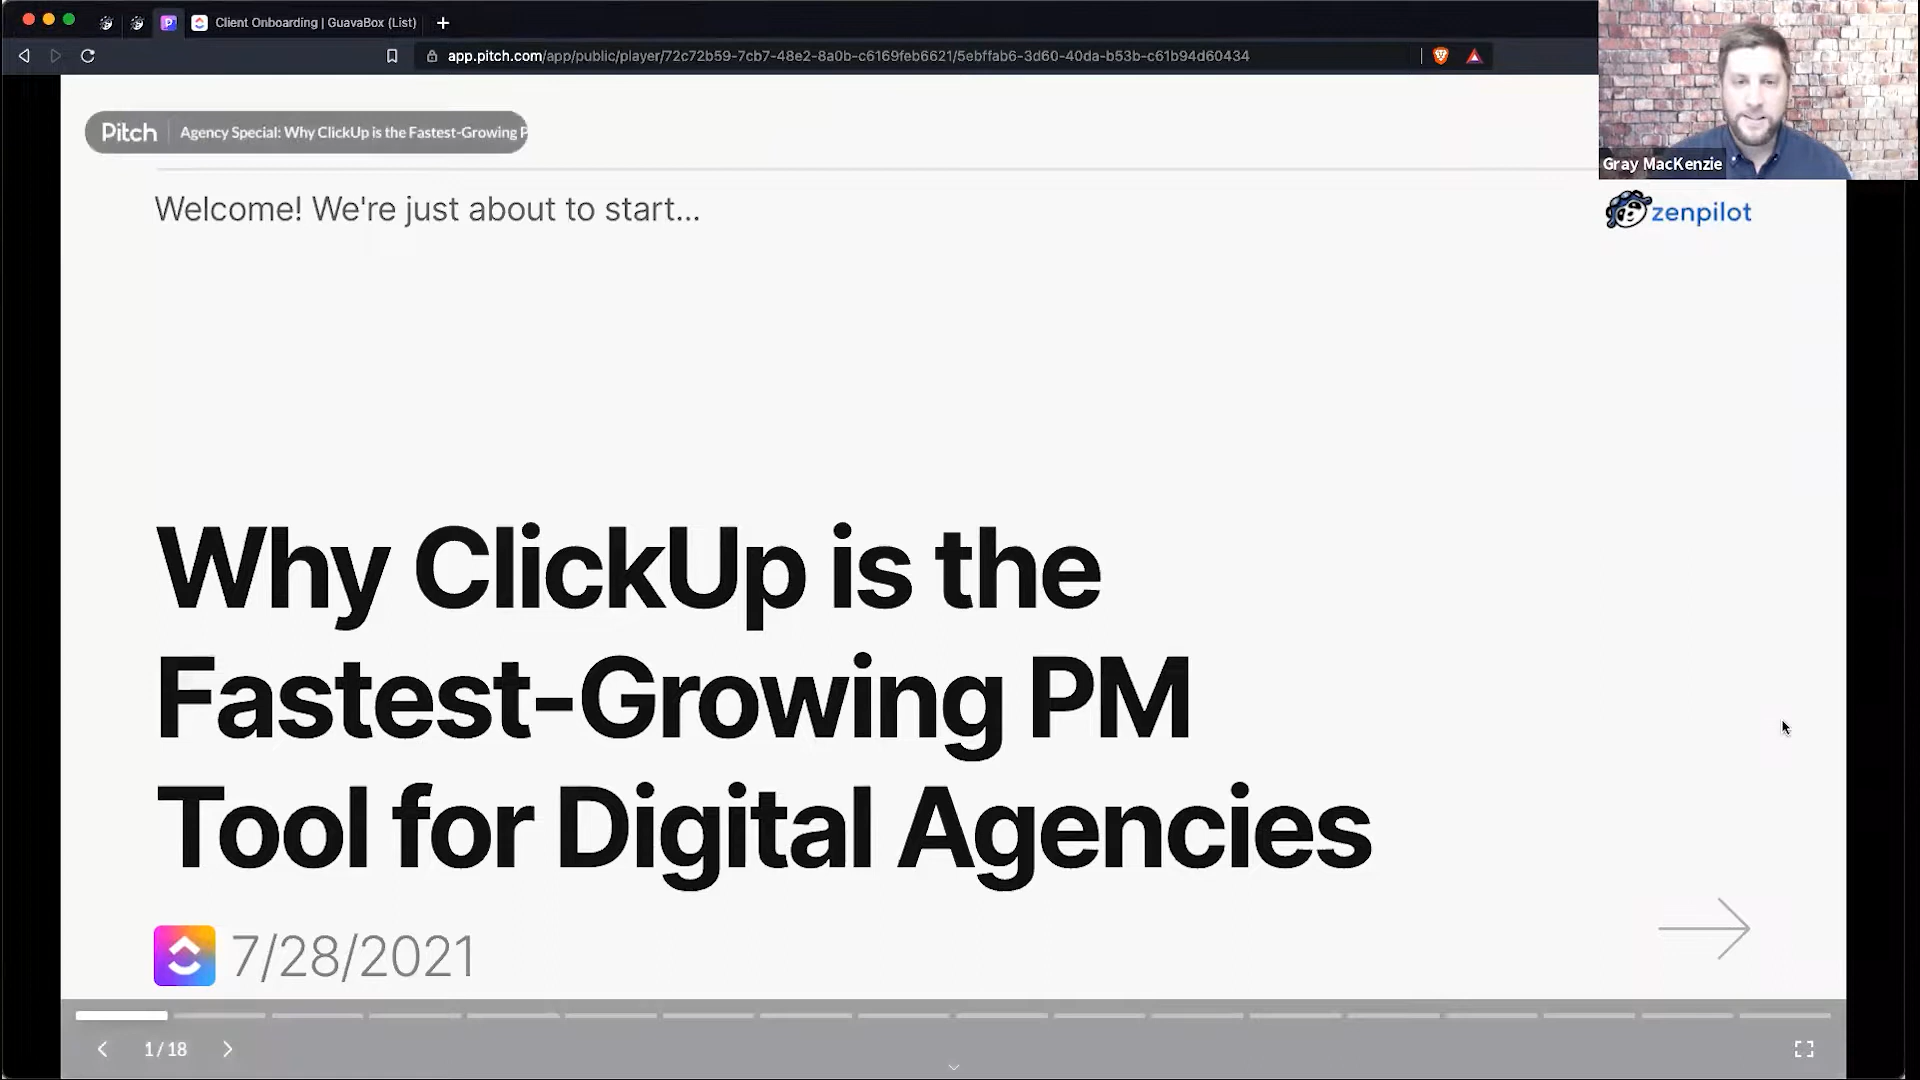 Client Onboarding | GuavaBox (List)
app.pitch.com/app/public/player/72c72b59-7cb7-48e2-8a0b-c6169feb6621/5ebffab6-3d60-40da-b53b-c61b94d60434
Pitch
Agency Special: Why ClickUp is the Fastest-Growing P
Gray MacKenzie
Welcome! We're just about to start...
zenpilot
Why ClickUp is the
Fastest-Growing PM
Tool for Digital Agencies
7/28/2021
1 / 18